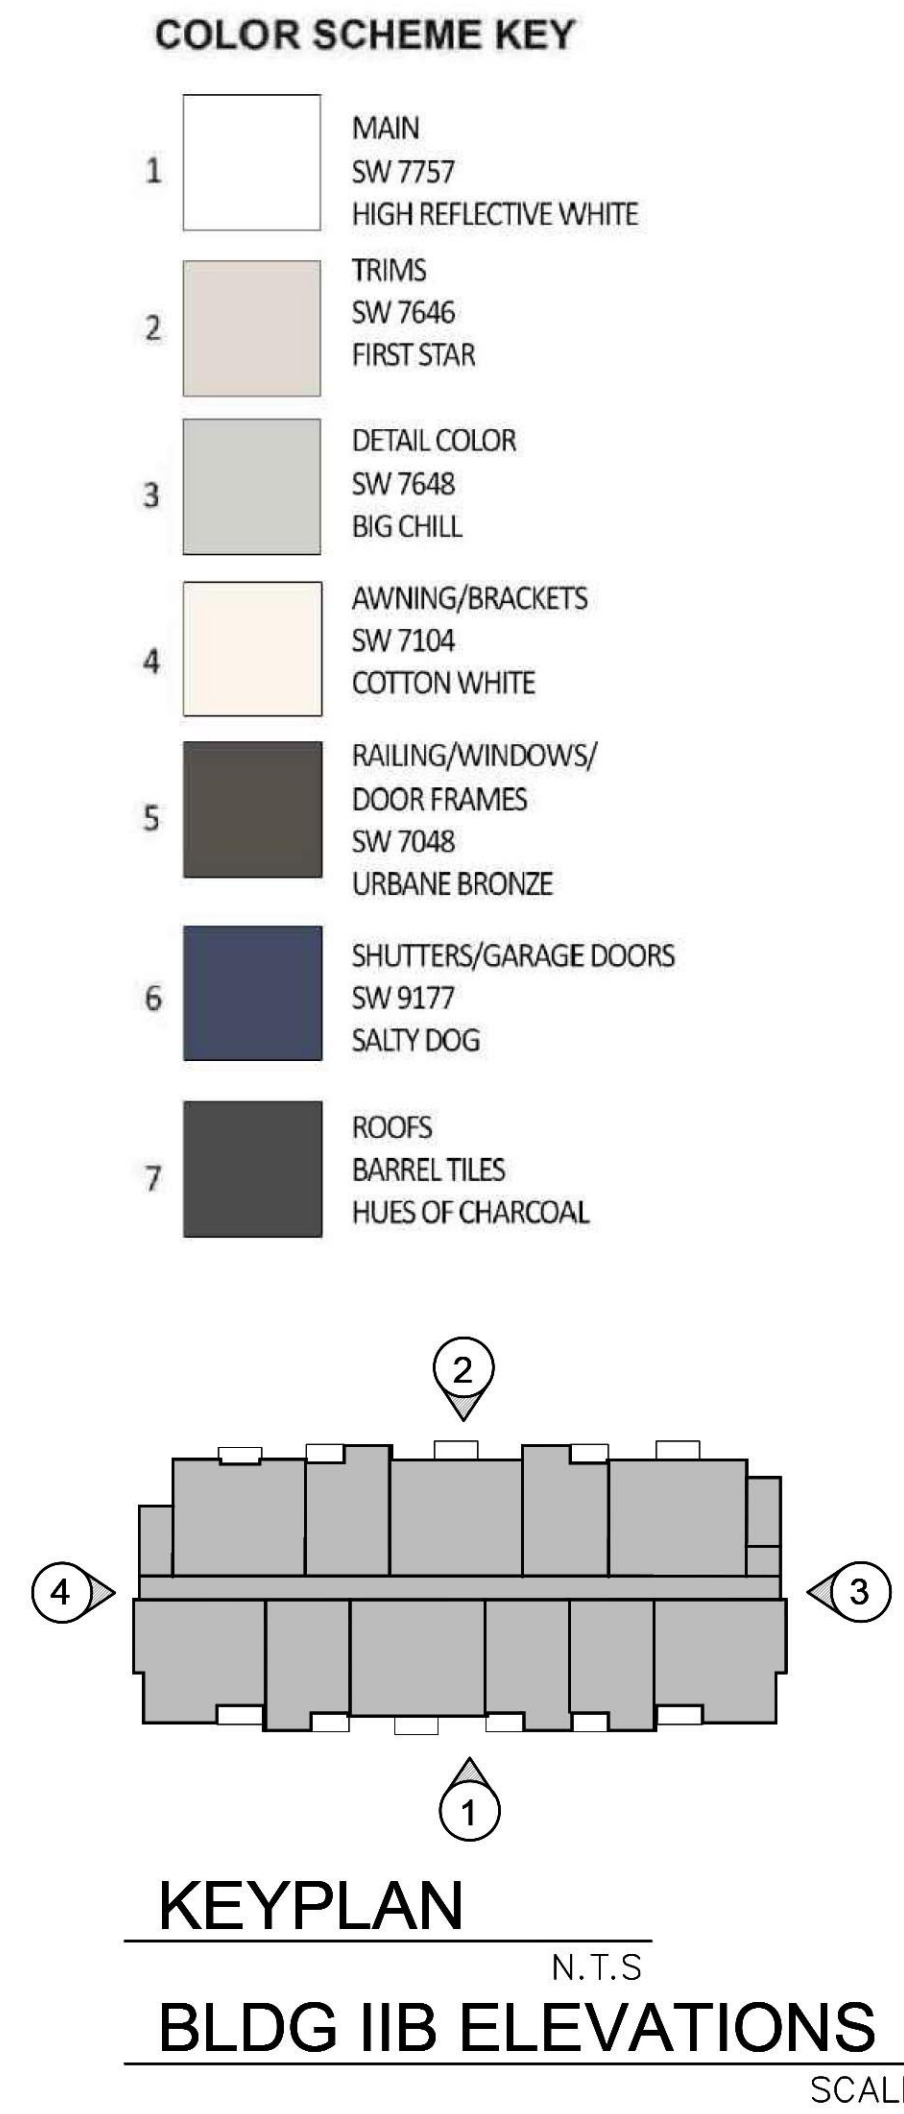 COLOR SCHEME KEY
1
MAIN
SW 7757
HIGH REFLECTIVE WHITE
2
TRIMS
SW 7646
FIRST STAR
3
DETAIL COLOR
SW 7648
BIG CHILL
4
AWNING/BRACKETS
SW 7104
COTTON WHITE
5
RAILING/WINDOWS/
DOOR FRAMES
SW 7048
URBANE BRONZE
6
SHUTTERS/GARAGE DOORS
SW 9177
SALTY DOG
7
ROOFS
BARREL TILES
HUES OF CHARCOAL
2
4
3
1
KEYPLAN
N.T.S
BLDG IIB ELEVATIONS